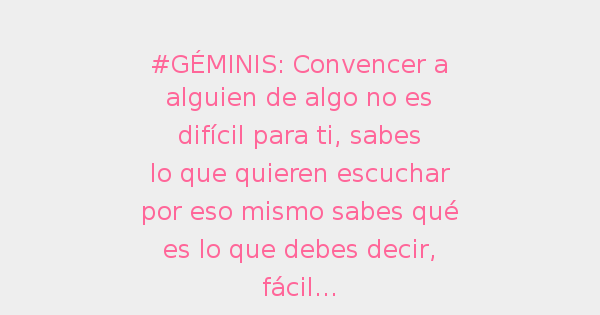 #GÉMINIS: Convencer a
alguien de algo no es
difícil para ti, sabes
lo que quieren escuchar
por eso mismo sabes qué
es lo que debes decir,
fácil...